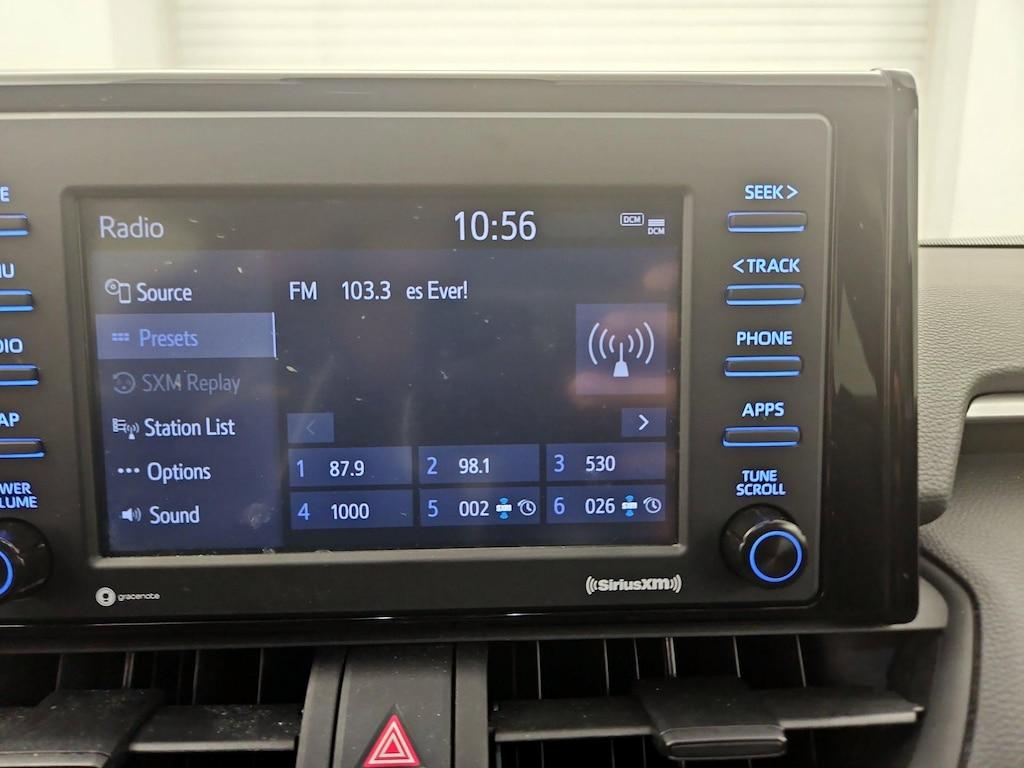 Radio
10:56
DCM
DCM
Source
Presets
SXM Replay
Station List
Options
Sound
FM 103.3 es Ever!
1 87.9
2 98.1
3 530
4 1000
5 002 SXM
6 026 SXM
gracenote
((SiriusXM))
SEEK>
<TRACK
PHONE
APPS
TUNE
SCROLL